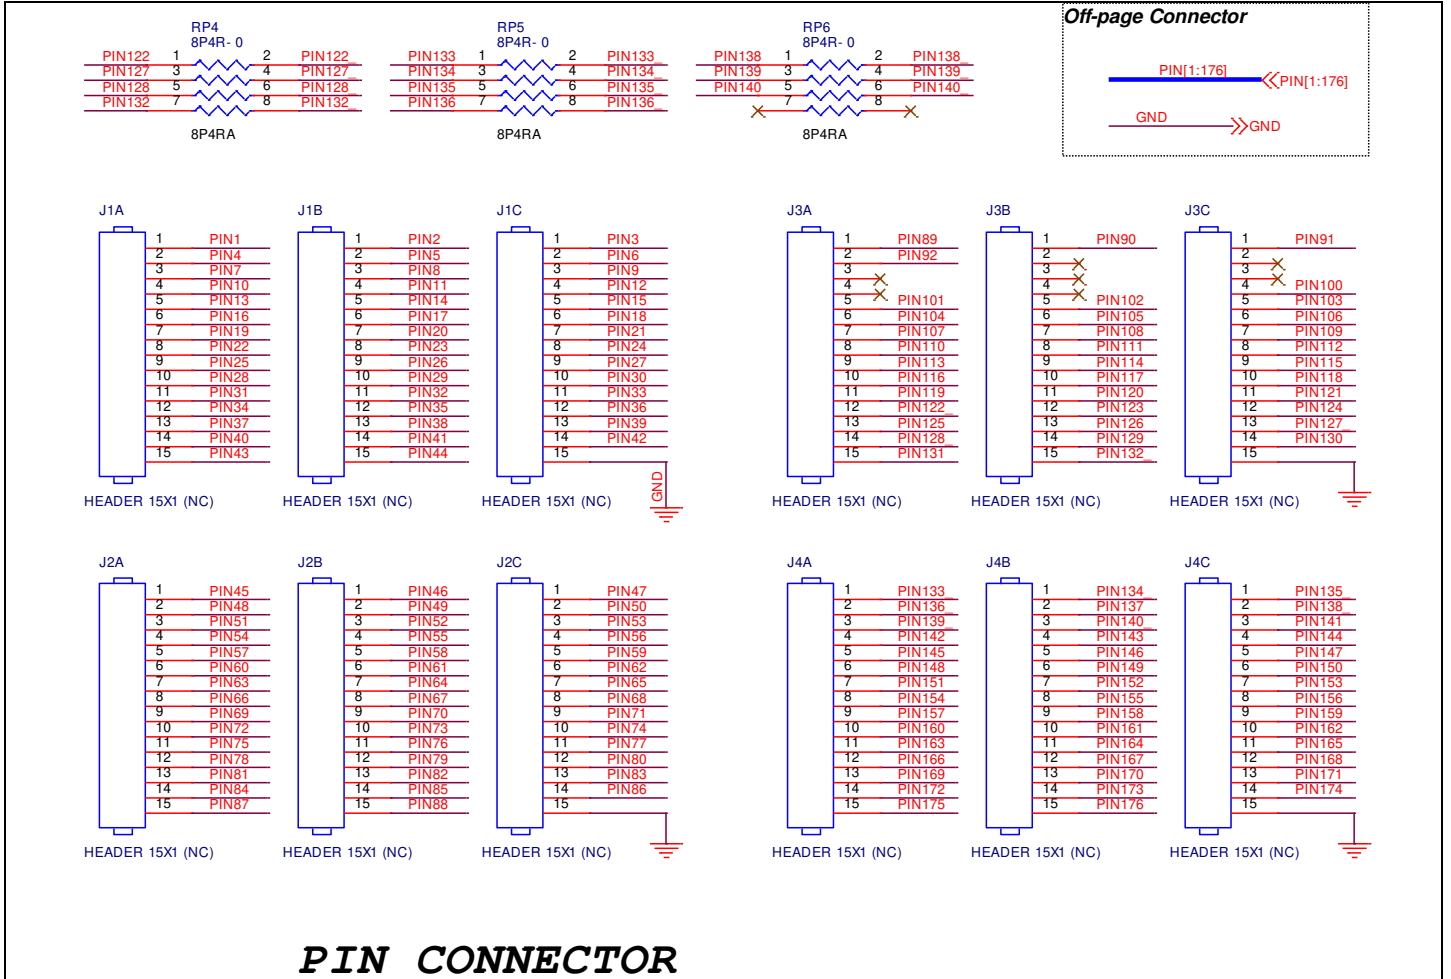 RP4
8P4R- 0
PIN122 1 2 PIN122_
PIN127 3 4 PIN127_
PIN128 5 6 PIN128_
PIN132 7 8 PIN132_
8P4RA
RP5
8P4R- 0
PIN133 1 2 PIN133_
PIN134 3 4 PIN134_
PIN135 5 6 PIN135_
PIN136 7 8 PIN136_
8P4RA
RP6
8P4R- 0
PIN138 1 2 PIN138_
PIN139 3 4 PIN139_
PIN140 5 6 PIN140_
7 8
8P4RA
Off-page Connector
PIN[1:176] PIN[1:176]
GND GND
J1A
1 PIN1
2 PIN4
3 PIN7
4 PIN10
5 PIN13
6 PIN16
7 PIN19
8 PIN22
9 PIN25
10 PIN28
11 PIN31
12 PIN34
13 PIN37
14 PIN40
15 PIN43
HEADER 15X1 (NC)
J1B
1 PIN2
2 PIN5
3 PIN8
4 PIN11
5 PIN14
6 PIN17
7 PIN20
8 PIN23
9 PIN26
10 PIN29
11 PIN32
12 PIN35
13 PIN38
14 PIN41
15 PIN44
HEADER 15X1 (NC)
J1C
1 PIN3
2 PIN6
3 PIN9
4 PIN12
5 PIN15
6 PIN18
7 PIN21
8 PIN24
9 PIN27
10 PIN30
11 PIN33
12 PIN36
13 PIN39
14 PIN42
15
GND
HEADER 15X1 (NC)
J3A
1 PIN89
2 PIN92
3
4
5 PIN101
6 PIN104
7 PIN107
8 PIN110
9 PIN113
10 PIN116
11 PIN119
12 PIN122_
13 PIN125
14 PIN128_
15 PIN131
HEADER 15X1 (NC)
J3B
1 PIN90
2
3
4
5 PIN102
6 PIN105
7 PIN108
8 PIN111
9 PIN114
10 PIN117
11 PIN120
12 PIN123
13 PIN126
14 PIN129
15 PIN132_
HEADER 15X1 (NC)
J3C
1 PIN91
2
3
4 PIN100
5 PIN103
6 PIN106
7 PIN109
8 PIN112
9 PIN115
10 PIN118
11 PIN121
12 PIN124
13 PIN127_
14 PIN130
15
HEADER 15X1 (NC)
J2A
1 PIN45
2 PIN48
3 PIN51
4 PIN54
5 PIN57
6 PIN60
7 PIN63
8 PIN66
9 PIN69
10 PIN72
11 PIN75
12 PIN78
13 PIN81
14 PIN84
15 PIN87
HEADER 15X1 (NC)
J2B
1 PIN46
2 PIN49
3 PIN52
4 PIN55
5 PIN58
6 PIN61
7 PIN64
8 PIN67
9 PIN70
10 PIN73
11 PIN76
12 PIN79
13 PIN82
14 PIN85
15 PIN88
HEADER 15X1 (NC)
J2C
1 PIN47
2 PIN50
3 PIN53
4 PIN56
5 PIN59
6 PIN62
7 PIN65
8 PIN68
9 PIN71
10 PIN74
11 PIN77
12 PIN80
13 PIN83
14 PIN86
15
HEADER 15X1 (NC)
J4A
1 PIN133_
2 PIN136_
3 PIN139_
4 PIN142
5 PIN145
6 PIN148
7 PIN151
8 PIN154
9 PIN157
10 PIN160
11 PIN163
12 PIN166
13 PIN169
14 PIN172
15 PIN175
HEADER 15X1 (NC)
J4B
1 PIN134_
2 PIN137
3 PIN140_
4 PIN143
5 PIN146
6 PIN149
7 PIN152
8 PIN155
9 PIN158
10 PIN161
11 PIN164
12 PIN167
13 PIN170
14 PIN173
15 PIN176
HEADER 15X1 (NC)
J4C
1 PIN135_
2 PIN138_
3 PIN141
4 PIN144
5 PIN147
6 PIN150
7 PIN153
8 PIN156
9 PIN159
10 PIN162
11 PIN165
12 PIN168
13 PIN171
14 PIN174
15
HEADER 15X1 (NC)
PIN CONNECTOR